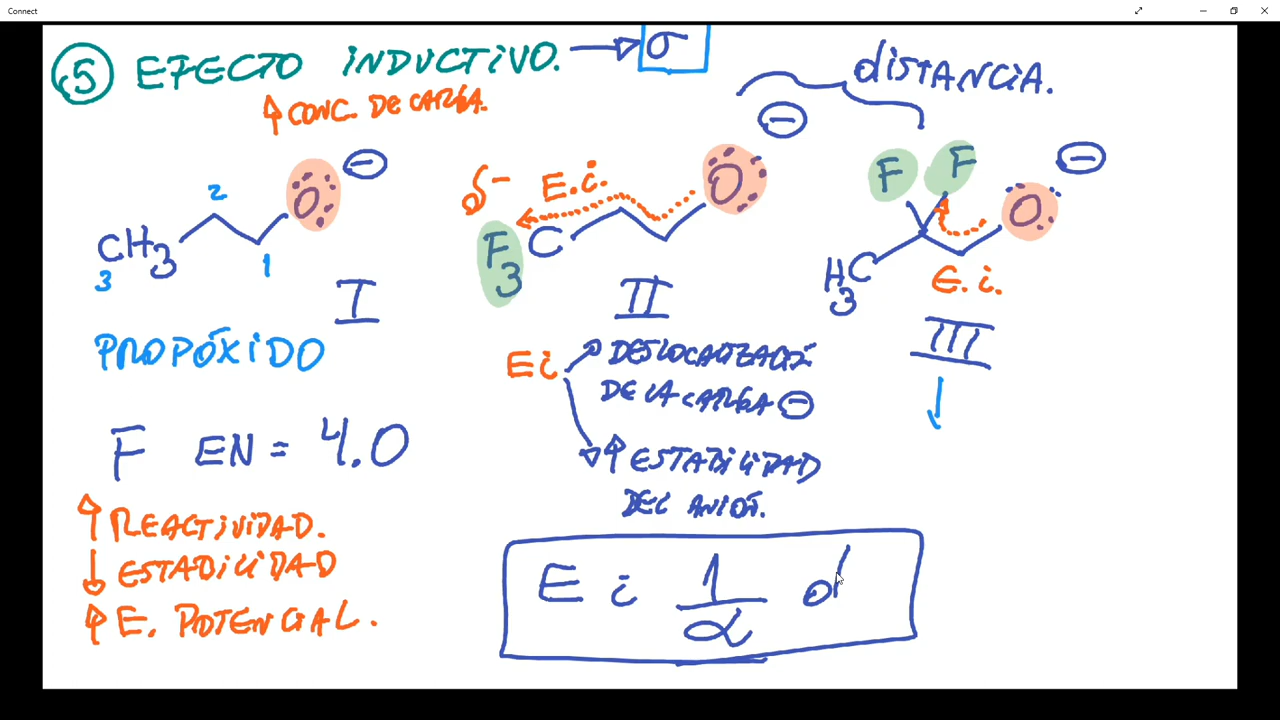 Connect
5 EFECTO INDUCTIVO. → σ
↑ CONC. DE CARGA.
DISTANCIA.
CH3 3 2 1 O ⊖
I
PROPÓXIDO
δ- E.i. O ⊖
F3C
II
F F O ⊖
H3C
E.i.
III
Ei
DESLOCALIZACIÓN
DE LA CARGA ⊖
↑ ESTABILIDAD
DEL ANIÓN.
F EN = 4.0
↑ REACTIVIDAD.
↓ ESTABILIDAD
↑ E. POTENCIAL.
E i 1/α d